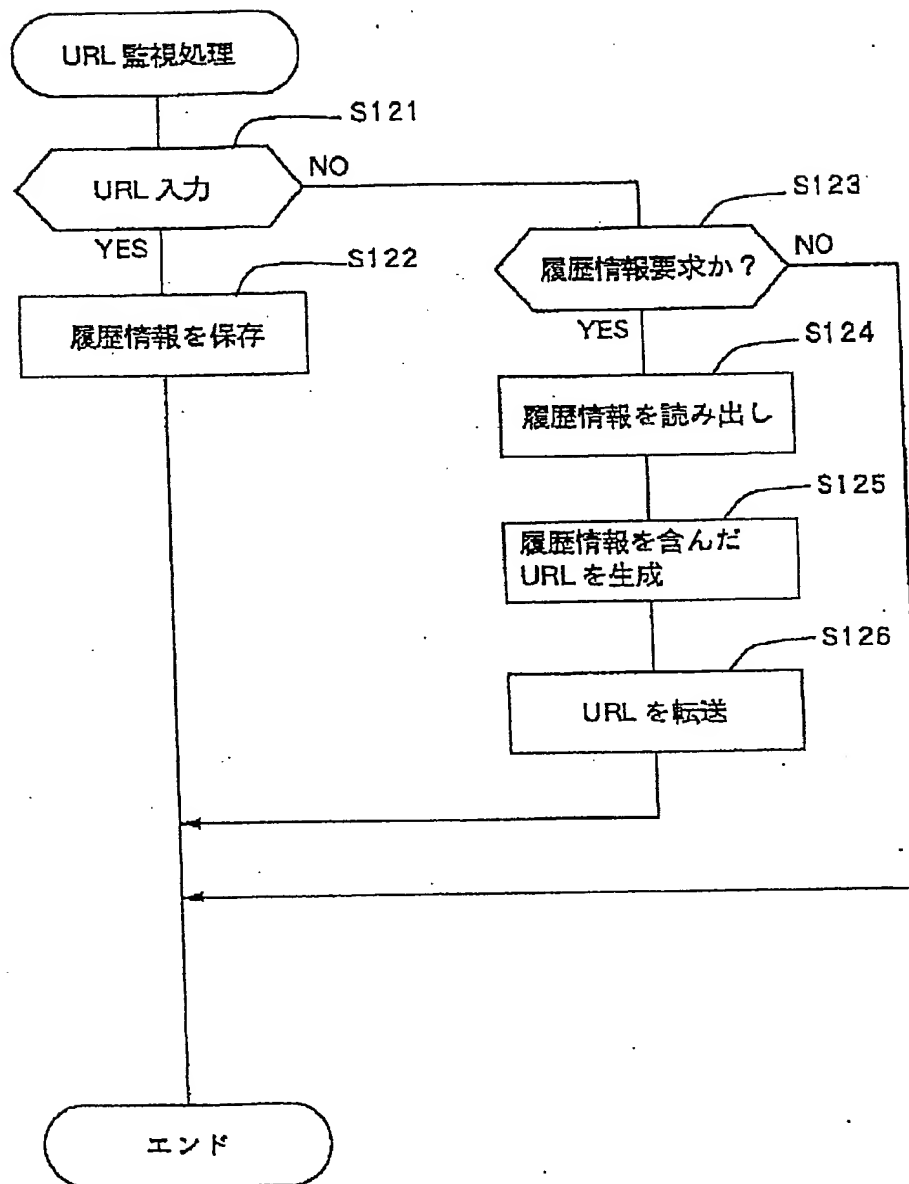 URL 監視処理
S121
URL 入力
NO
YES
S122
履歴情報を保存
S123
履歴情報要求か？
NO
YES
S124
履歴情報を読み出し
S125
履歴情報を含んだ
URL を生成
S126
URL を転送
エンド